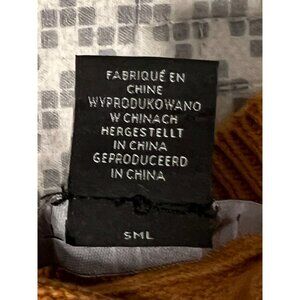 FABRIQUÉ EN
CHINE
WYPRODUKOWANO
W CHINACH
HERGESTELLT
IN CHINA
GEPRODUCEERD
IN CHINA
SML